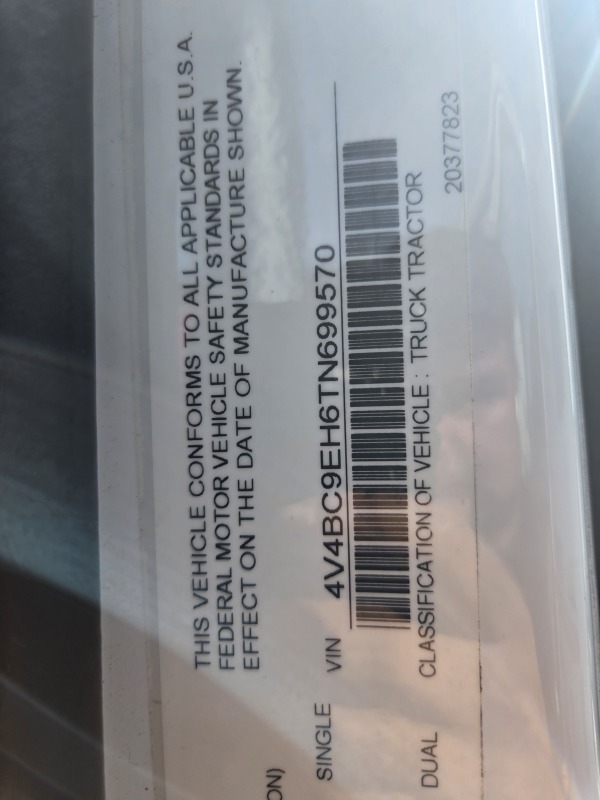 THIS VEHICLE CONFORMS TO ALL APPLICABLE U.S.A.
FEDERAL MOTOR VEHICLE SAFETY STANDARDS IN
EFFECT ON THE DATE OF MANUFACTURE SHOWN.
ON)
SINGLE VIN 4V4BC9EH6TN699570
DUAL CLASSIFICATION OF VEHICLE : TRUCK TRACTOR
20377823